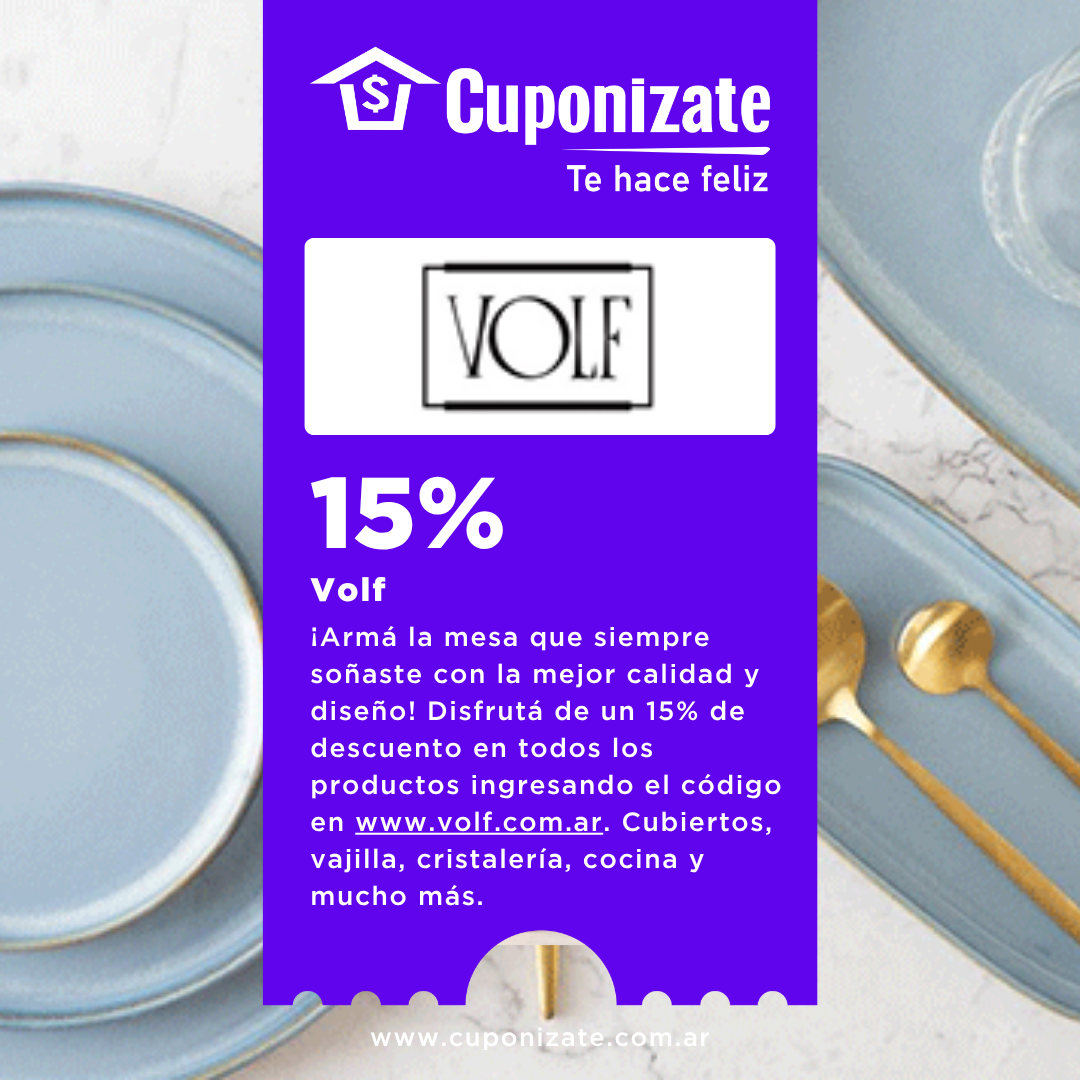 $
Cuponizate
Te hace feliz
VOLF
15%
Volf
¡Armá la mesa que siempre
soñaste con la mejor calidad y
diseño! Disfrutá de un 15% de
descuento en todos los
productos ingresando el código
en www.volf.com.ar. Cubiertos,
vajilla, cristalería, cocina y
mucho más.
www.cuponizate.com.ar